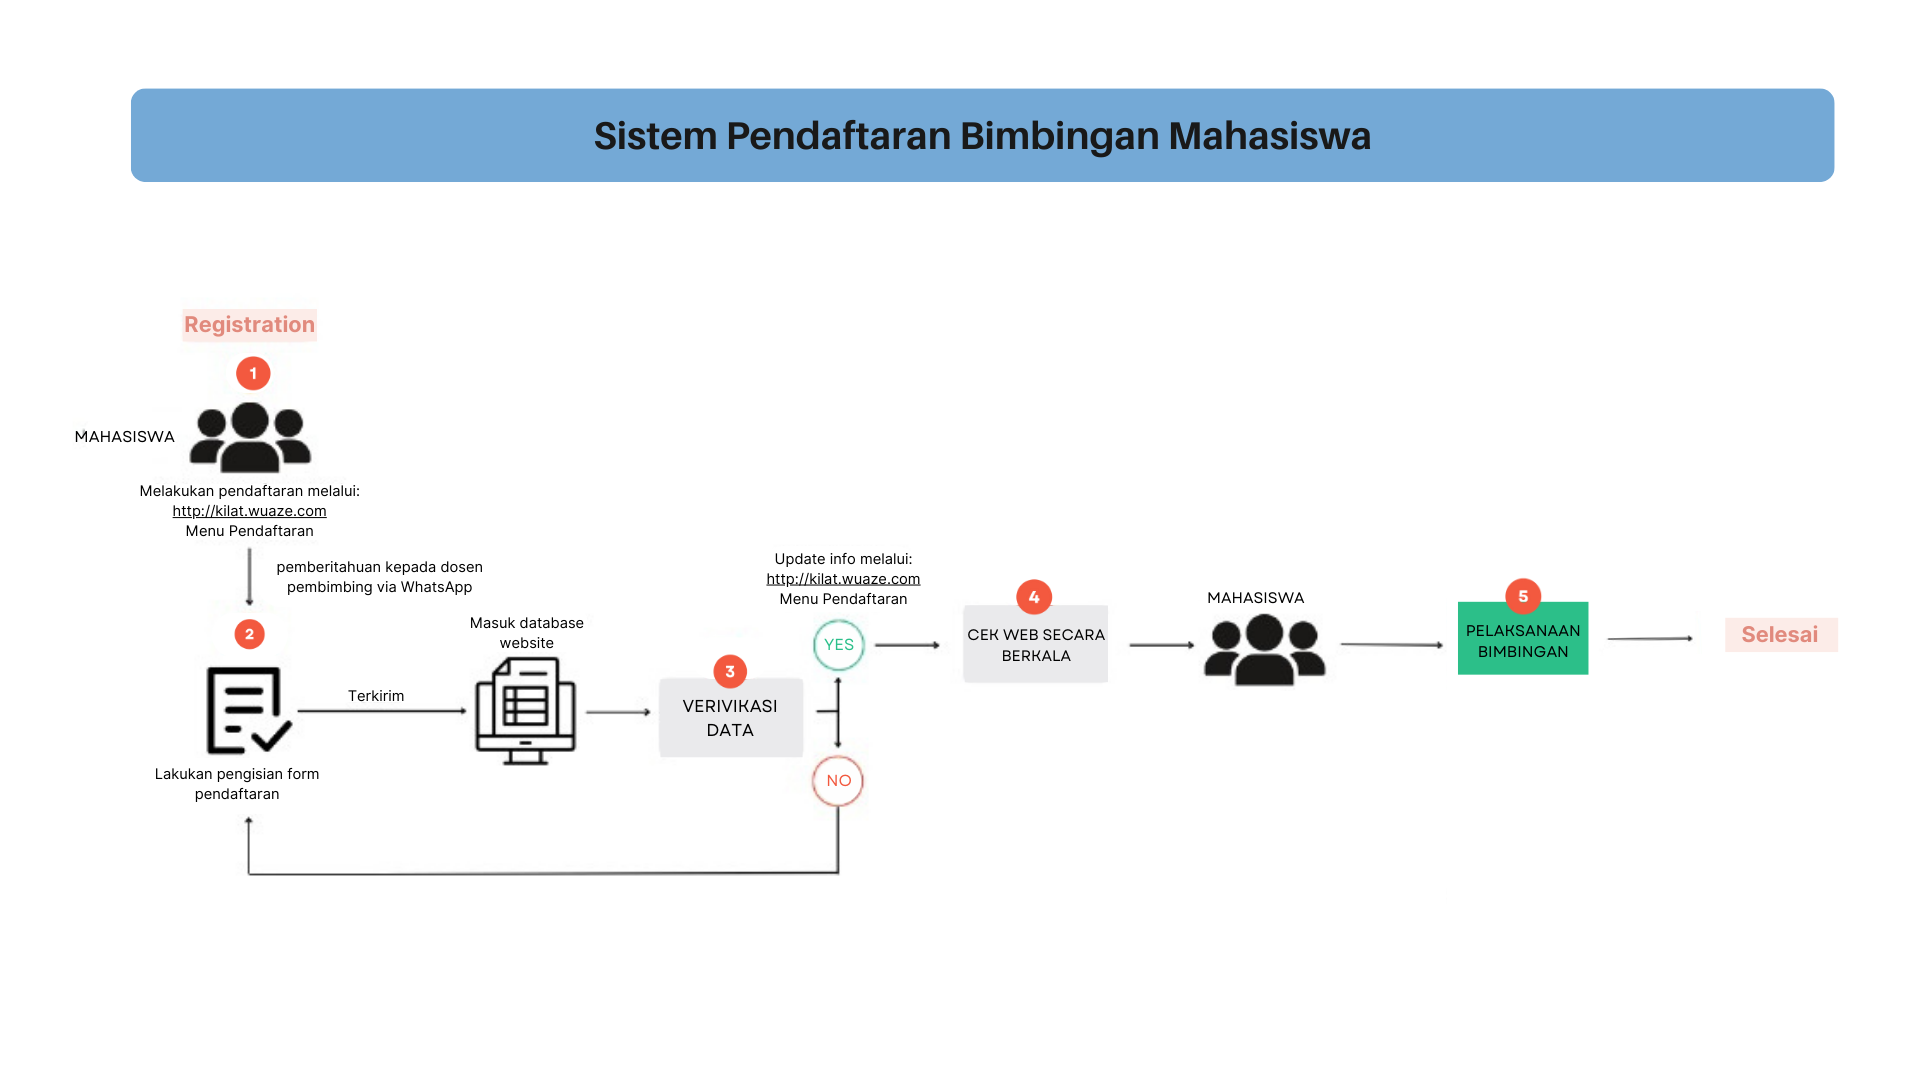 Sistem Pendaftaran Bimbingan Mahasiswa
Registration
1
MAHASISWA
Melakukan pendaftaran melalui:
http://kilat.wuaze.com
Menu Pendaftaran
pemberitahuan kepada dosen
pembimbing via WhatsApp
2
Lakukan pengisian form
pendaftaran
Terkirim
Masuk database
website
3
VERIVIKASI
DATA
Update info melalui:
http://kilat.wuaze.com
Menu Pendaftaran
YES
NO
4
CEK WEB SECARA
BERKALA
MAHASISWA
5
PELAKSANAAN
BIMBINGAN
Selesai